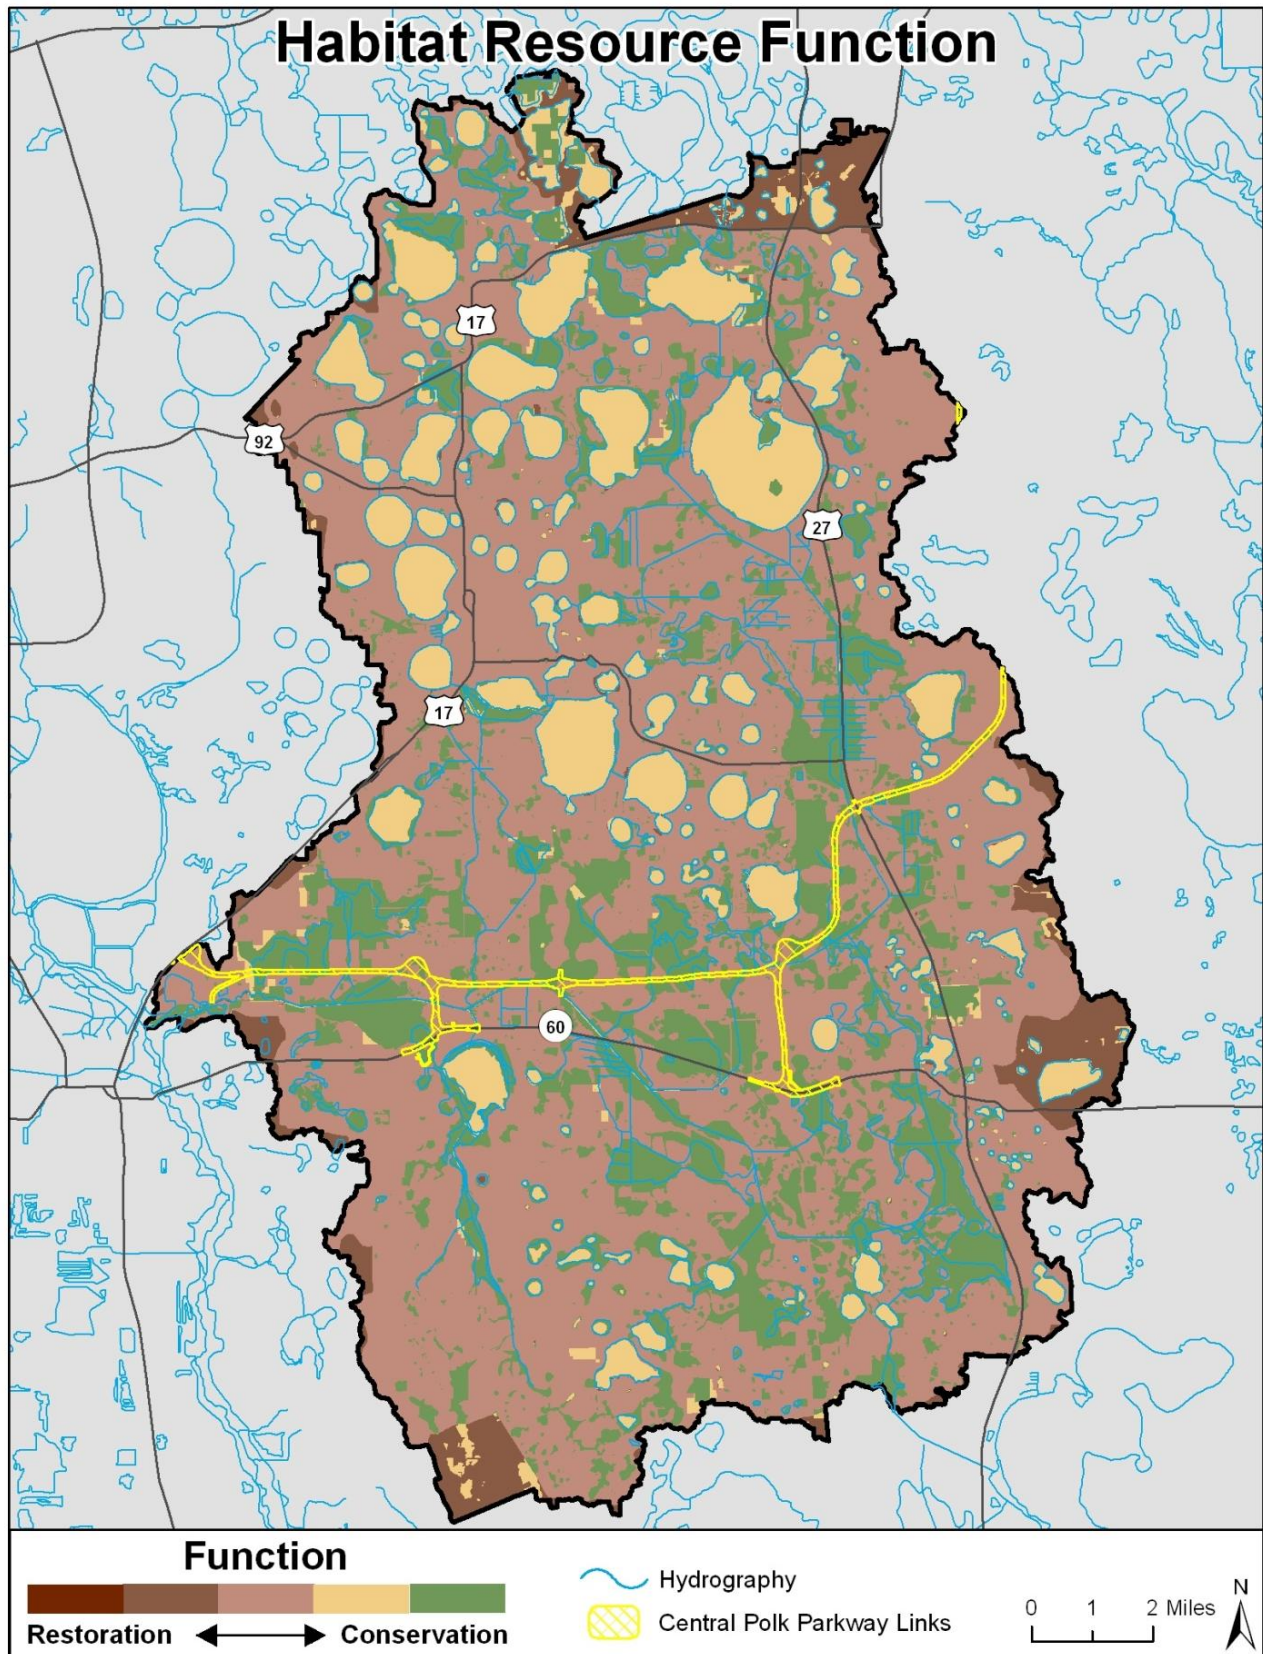 Habitat Resource Function
17
92
27
17
60
Function
Restoration Conservation
Hydrography
Central Polk Parkway Links
0 1 2 Miles
N